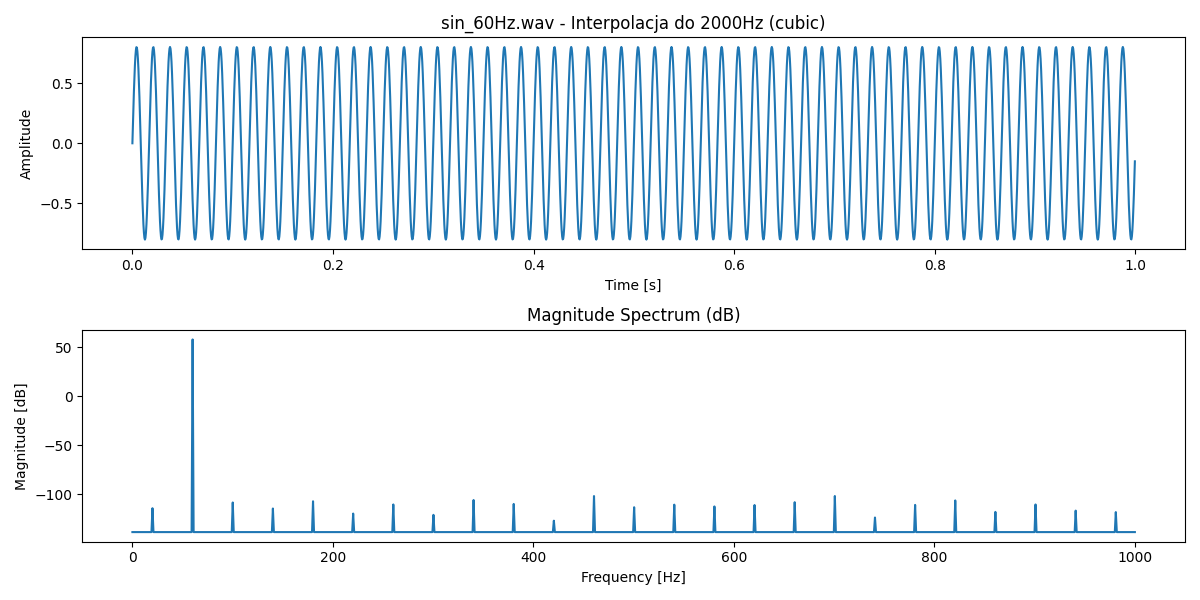 sin_60Hz.wav - Interpolacja do 2000Hz (cubic)
Amplitude
0.5
0.0
−0.5
0.0 0.2 0.4 0.6 0.8 1.0
Time [s]
Magnitude Spectrum (dB)
Magnitude [dB]
50
0
−50
−100
0 200 400 600 800 1000
Frequency [Hz]